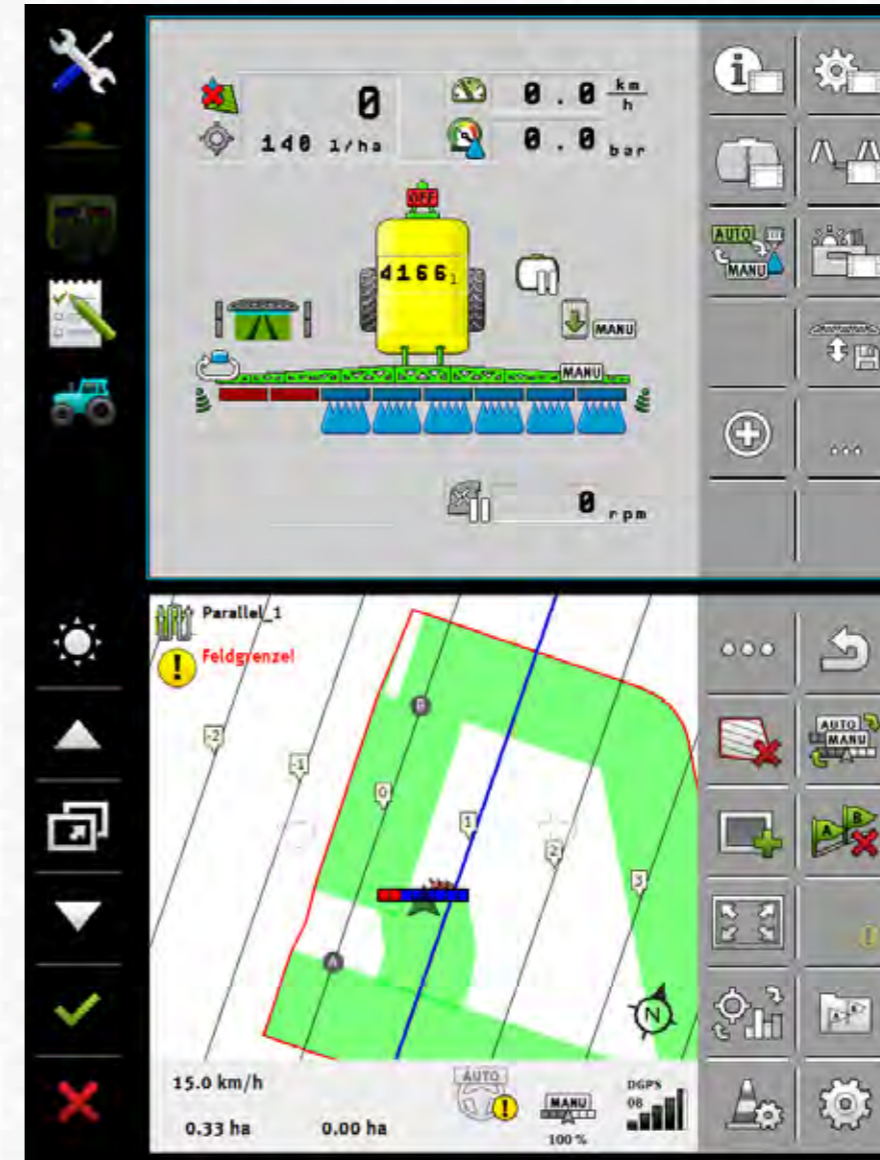 0
0.0 km/h
140 l/ha
0.0 bar
OFF
4166 l
MANU
MANU
AUTO
MANU
0 rpm
Parallel_1
Feldgrenze!
-2
-1
B
0
1
2
3
A
N
AUTO
MANU
A B
A B
15.0 km/h
0.33 ha
0.00 ha
AUTO
MANU
100 %
DGPS
08